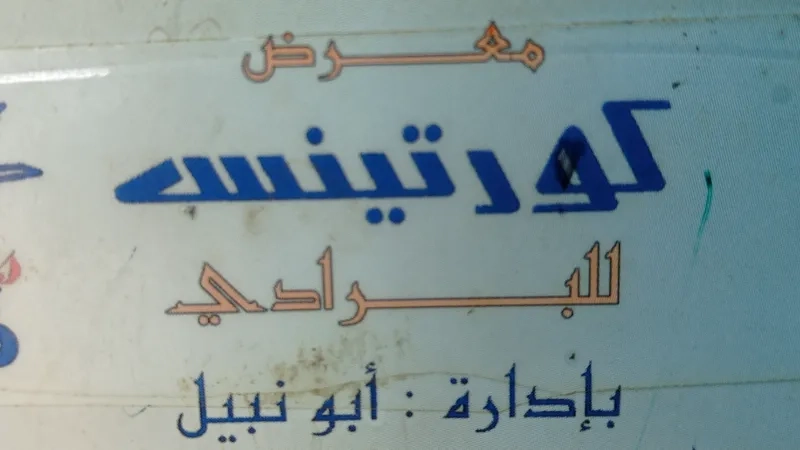 معرض
كورتينس
للبرادي
بإدارة : أبو نبيل